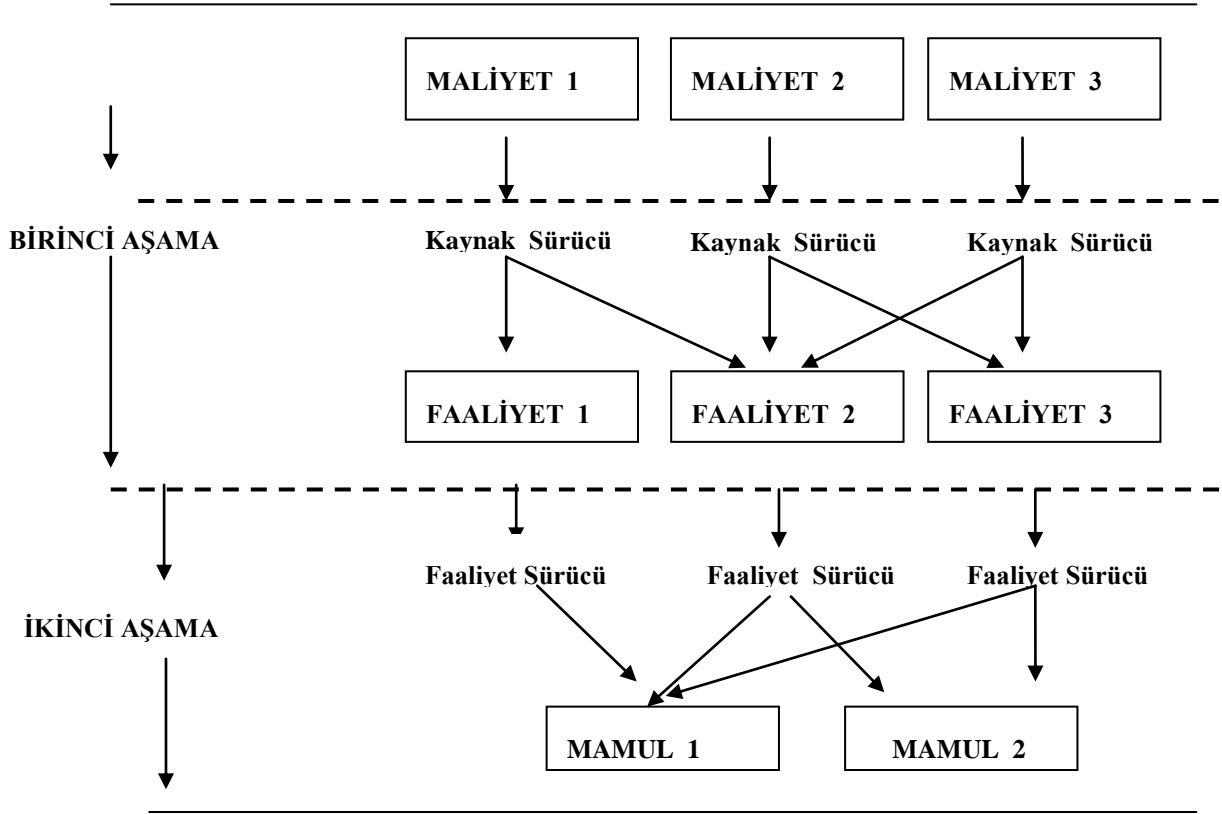 MALİYET 1 MALİYET 2 MALİYET 3
BİRİNCİ AŞAMA Kaynak Sürücü Kaynak Sürücü Kaynak Sürücü
FAALİYET 1 FAALİYET 2 FAALİYET 3
Faaliyet Sürücü Faaliyet Sürücü Faaliyet Sürücü
İKİNCİ AŞAMA
MAMUL 1 MAMUL 2